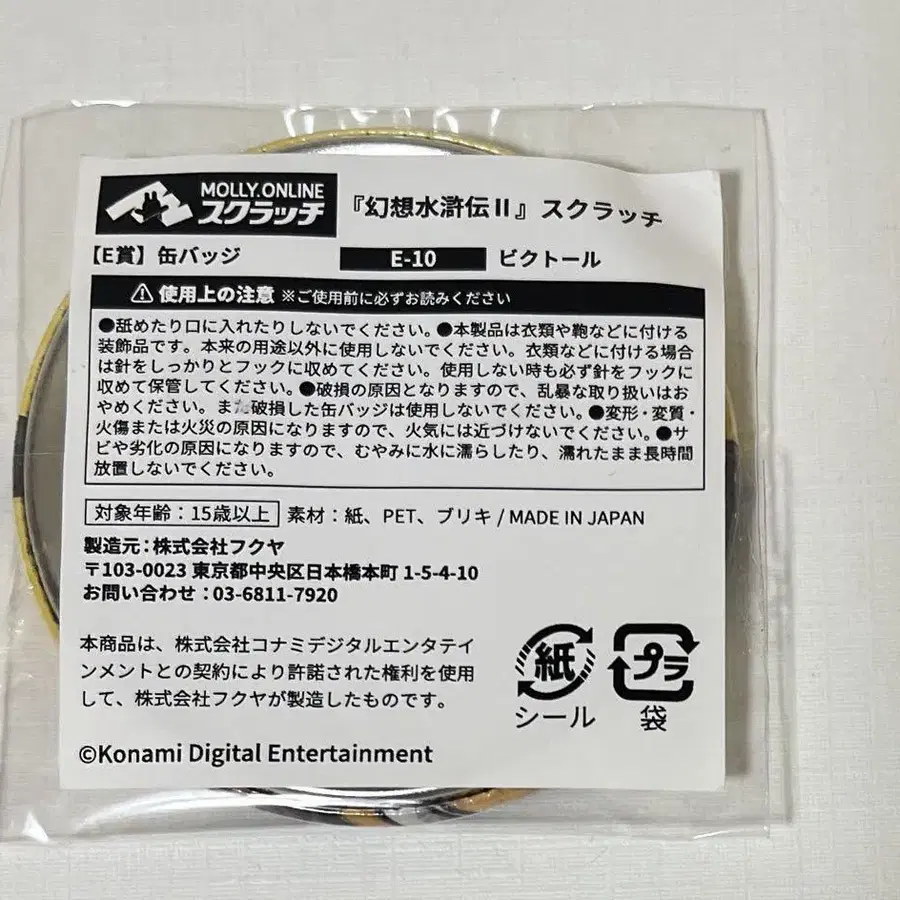 MOLLY.ONLINE
スクラッチ
『幻想水滸伝II』スクラッチ
【E賞】缶バッジ E-10 ビクトール
⚠使用上の注意 ※ご使用前に必ずお読みください
●舐めたり口に入れたりしないでください。●本製品は衣類や鞄などに付ける
装飾品です。本来の用途以外に使用しないでください。衣類などに付ける場合
は針をしっかりとフックに収めてください。使用しない時も必ず針をフックに
収めて保管してください。●破損の原因となりますので、乱暴な取り扱いはお
やめください。また破損した缶バッジは使用しないでください。●変形・変質・
火傷または火災の原因になりますので、火気には近づけないでください。●サ
ビや劣化の原因になりますので、むやみに水に濡らしたり、濡れたまま長時間
放置しないでください。
対象年齢：15歳以上 素材：紙、PET、ブリキ / MADE IN JAPAN
製造元：株式会社フクヤ
〒103-0023 東京都中央区日本橋本町 1-5-4-10
お問い合わせ：03-6811-7920
本商品は、株式会社コナミデジタルエンタテイ
ンメントとの契約により許諾された権利を使用
して、株式会社フクヤが製造したものです。
紙 プラ
シール 袋
©Konami Digital Entertainment